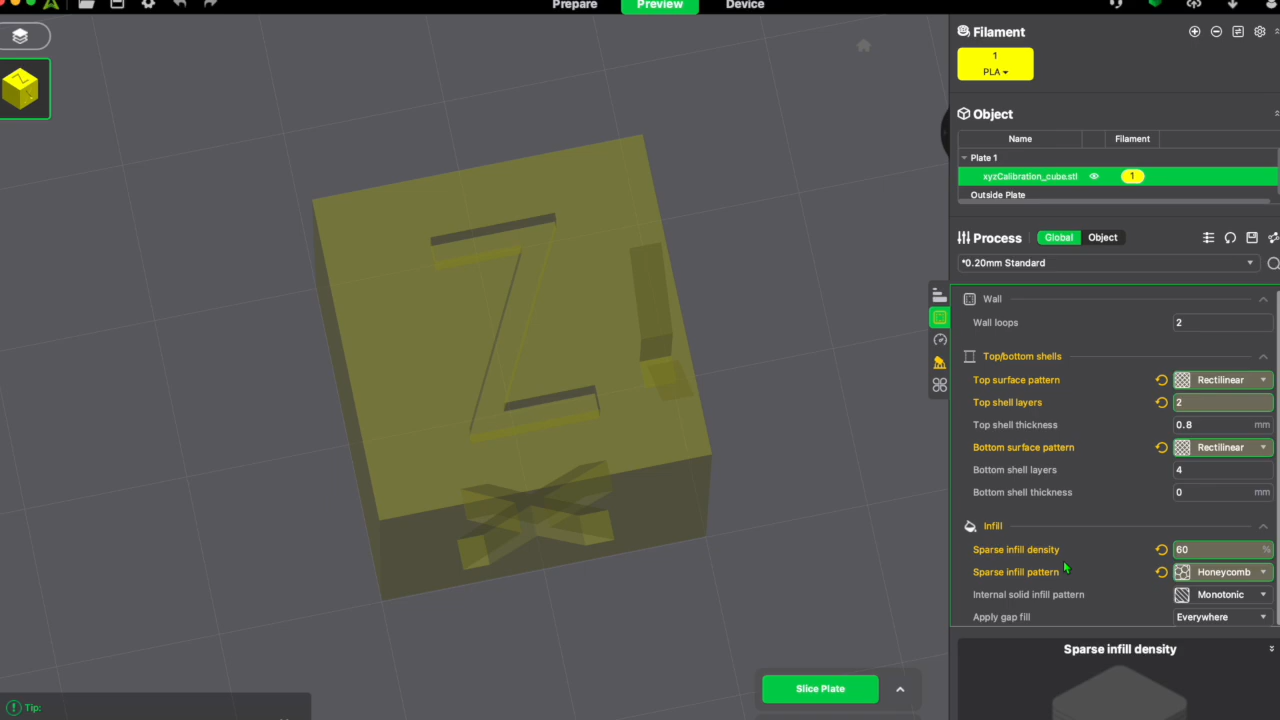 Prepare
Preview
Device
Filament
1
PLA
Object
Name Filament
Plate 1
xyzCalibration_cube.stl 1
Outside Plate
Process Global Object
*0.20mm Standard
Wall
Wall loops 2
Top/bottom shells
Top surface pattern Rectilinear
Top shell layers 2
Top shell thickness 0.8 mm
Bottom surface pattern Rectilinear
Bottom shell layers 4
Bottom shell thickness 0 mm
Infill
Sparse infill density 60 %
Sparse infill pattern Honeycomb
Internal solid infill pattern Monotonic
Apply gap fill Everywhere
Sparse infill density
Z
X
Slice Plate
Tip: